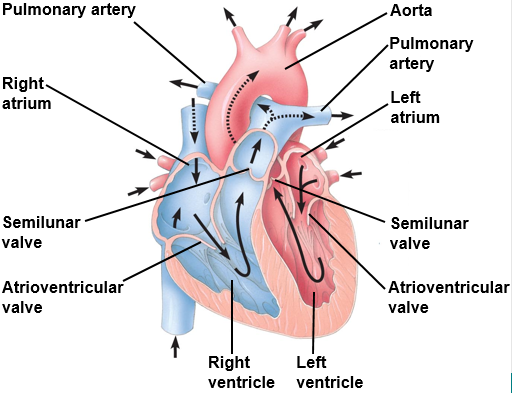 Pulmonary artery
Aorta
Pulmonary
artery
Right
atrium
Left
atrium
Semilunar
valve
Semilunar
valve
Atrioventricular
valve
Atrioventricular
valve
Right
ventricle
Left
ventricle